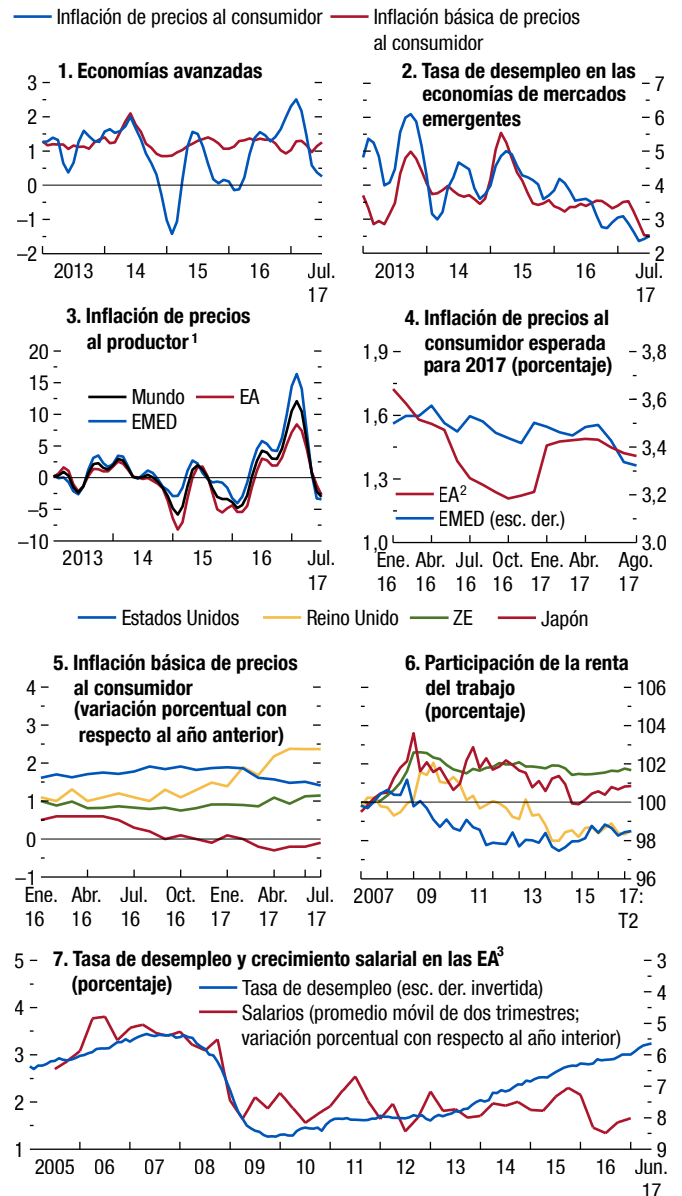 Inflación de precios al consumidor
Inflación básica de precios
al consumidor
1. Economías avanzadas
3
2
1
0
–1
–2
2013 14 15 16 Jul.
17
2. Tasa de desempleo en las
economías de mercados
emergentes
7
6
5
4
3
2
2013 14 15 16 Jul.
17
3. Inflación de precios
al productor 1
20
15
10
5
0
–5
–10
Mundo EA
EMED
2013 14 15 16 Jul.
17
4. Inflación de precios al
consumidor esperada
para 2017 (porcentaje)
1,9
1,6
1,3
1,0
3,8
3,6
3,4
3,2
3.0
EA2
EMED (esc. der.)
Ene. Abr. Jul. Oct. Ene. Abr. Ago.
16 16 16 16 17 17 17
Estados Unidos Reino Unido ZE Japón
5. Inflación básica de precios
al consumidor
(variación porcentual con
respecto al año anterior)
4
3
2
1
0
–1
Ene. Abr. Jul. Oct. Ene. Abr. Jul.
16 16 16 16 17 17 17
6. Participación de la renta
del trabajo
(porcentaje)
106
104
102
100
98
96
2007 09 11 13 15 17:
T2
7. Tasa de desempleo y crecimiento salarial en las EA3
(porcentaje)
Tasa de desempleo (esc. der. invertida)
Salarios (promedio móvil de dos trimestres;
variación porcentual con respecto al año interior)
5
4
3
2
1
3
4
5
6
7
8
9
2005 06 07 08 09 10 11 12 13 14 15 16 Jun.
17